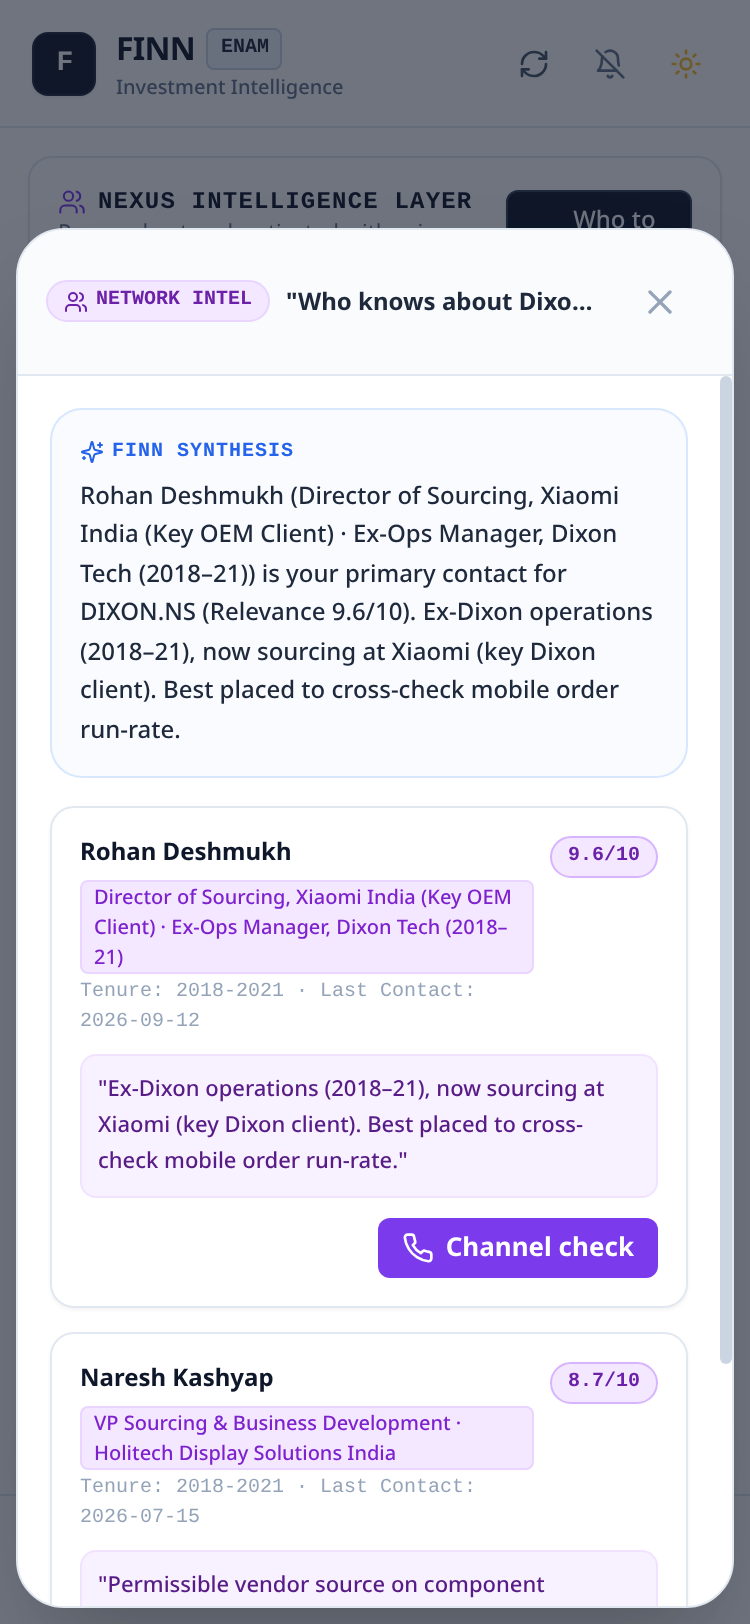 F
FINN
ENAM
Investment Intelligence
NEXUS INTELLIGENCE LAYER
Who to
NETWORK INTEL
"Who knows about Dixo...
FINN SYNTHESIS
Rohan Deshmukh (Director of Sourcing, Xiaomi
India (Key OEM Client) · Ex-Ops Manager, Dixon
Tech (2018–21)) is your primary contact for
DIXON.NS (Relevance 9.6/10). Ex-Dixon operations
(2018–21), now sourcing at Xiaomi (key Dixon
client). Best placed to cross-check mobile order
run-rate.
Rohan Deshmukh
9.6/10
Director of Sourcing, Xiaomi India (Key OEM
Client) · Ex-Ops Manager, Dixon Tech (2018–
21)
Tenure: 2018-2021 · Last Contact:
2026-09-12
"Ex-Dixon operations (2018–21), now sourcing at
Xiaomi (key Dixon client). Best placed to cross-
check mobile order run-rate."
Channel check
Naresh Kashyap
8.7/10
VP Sourcing & Business Development ·
Holitech Display Solutions India
Tenure: 2018-2021 · Last Contact:
2026-07-15
"Permissible vendor source on component